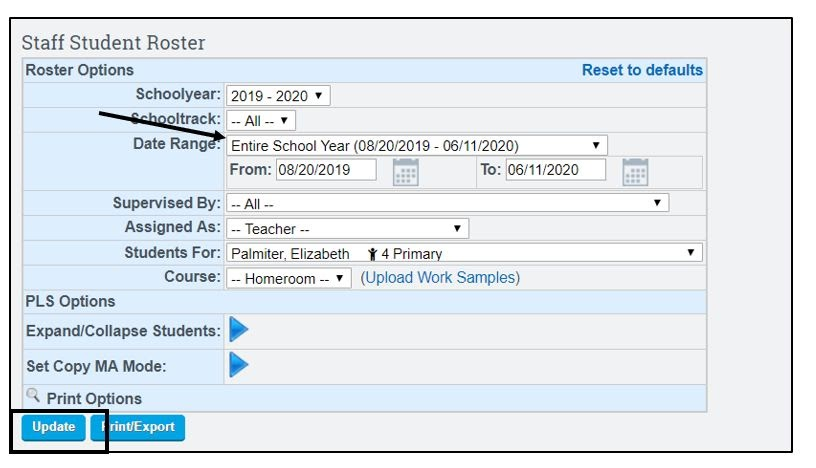 Staff Student Roster
Roster Options Reset to defaults
Schoolyear: 2019 - 2020
Schooltrack: -- All --
Date Range: Entire School Year (08/20/2019 - 06/11/2020)
From: 08/20/2019 To: 06/11/2020
Supervised By: -- All --
Assigned As: -- Teacher --
Students For: Palmiter, Elizabeth 4 Primary
Course: -- Homeroom -- (Upload Work Samples)
PLS Options
Expand/Collapse Students:
Set Copy MA Mode:
Print Options
Update Print/Export